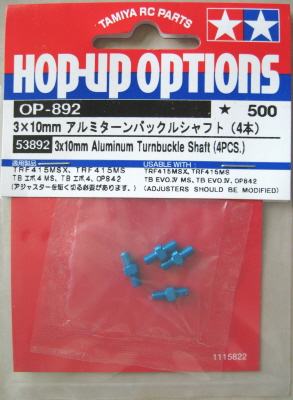 TAMIYA RC PARTS
HOP-UP OPTIONS
OP-892 ★ 500
3×10mm アルミターンバックルシャフト (4本)
53892 3x10mm Aluminum Turnbuckle Shaft (4PCS.)
適用製品
TRF415MSX、TRF415MS
TB エボ.4 MS、TB エボ.4、OP842
(アジャスターを短く切る必要があります。)
USABLE WITH :
TRF415MSX, TRF415MS
TB EVO.Ⅳ MS, TB EVO.Ⅳ, OP842
(ADJUSTERS SHOULD BE MODIFIED)
1115822